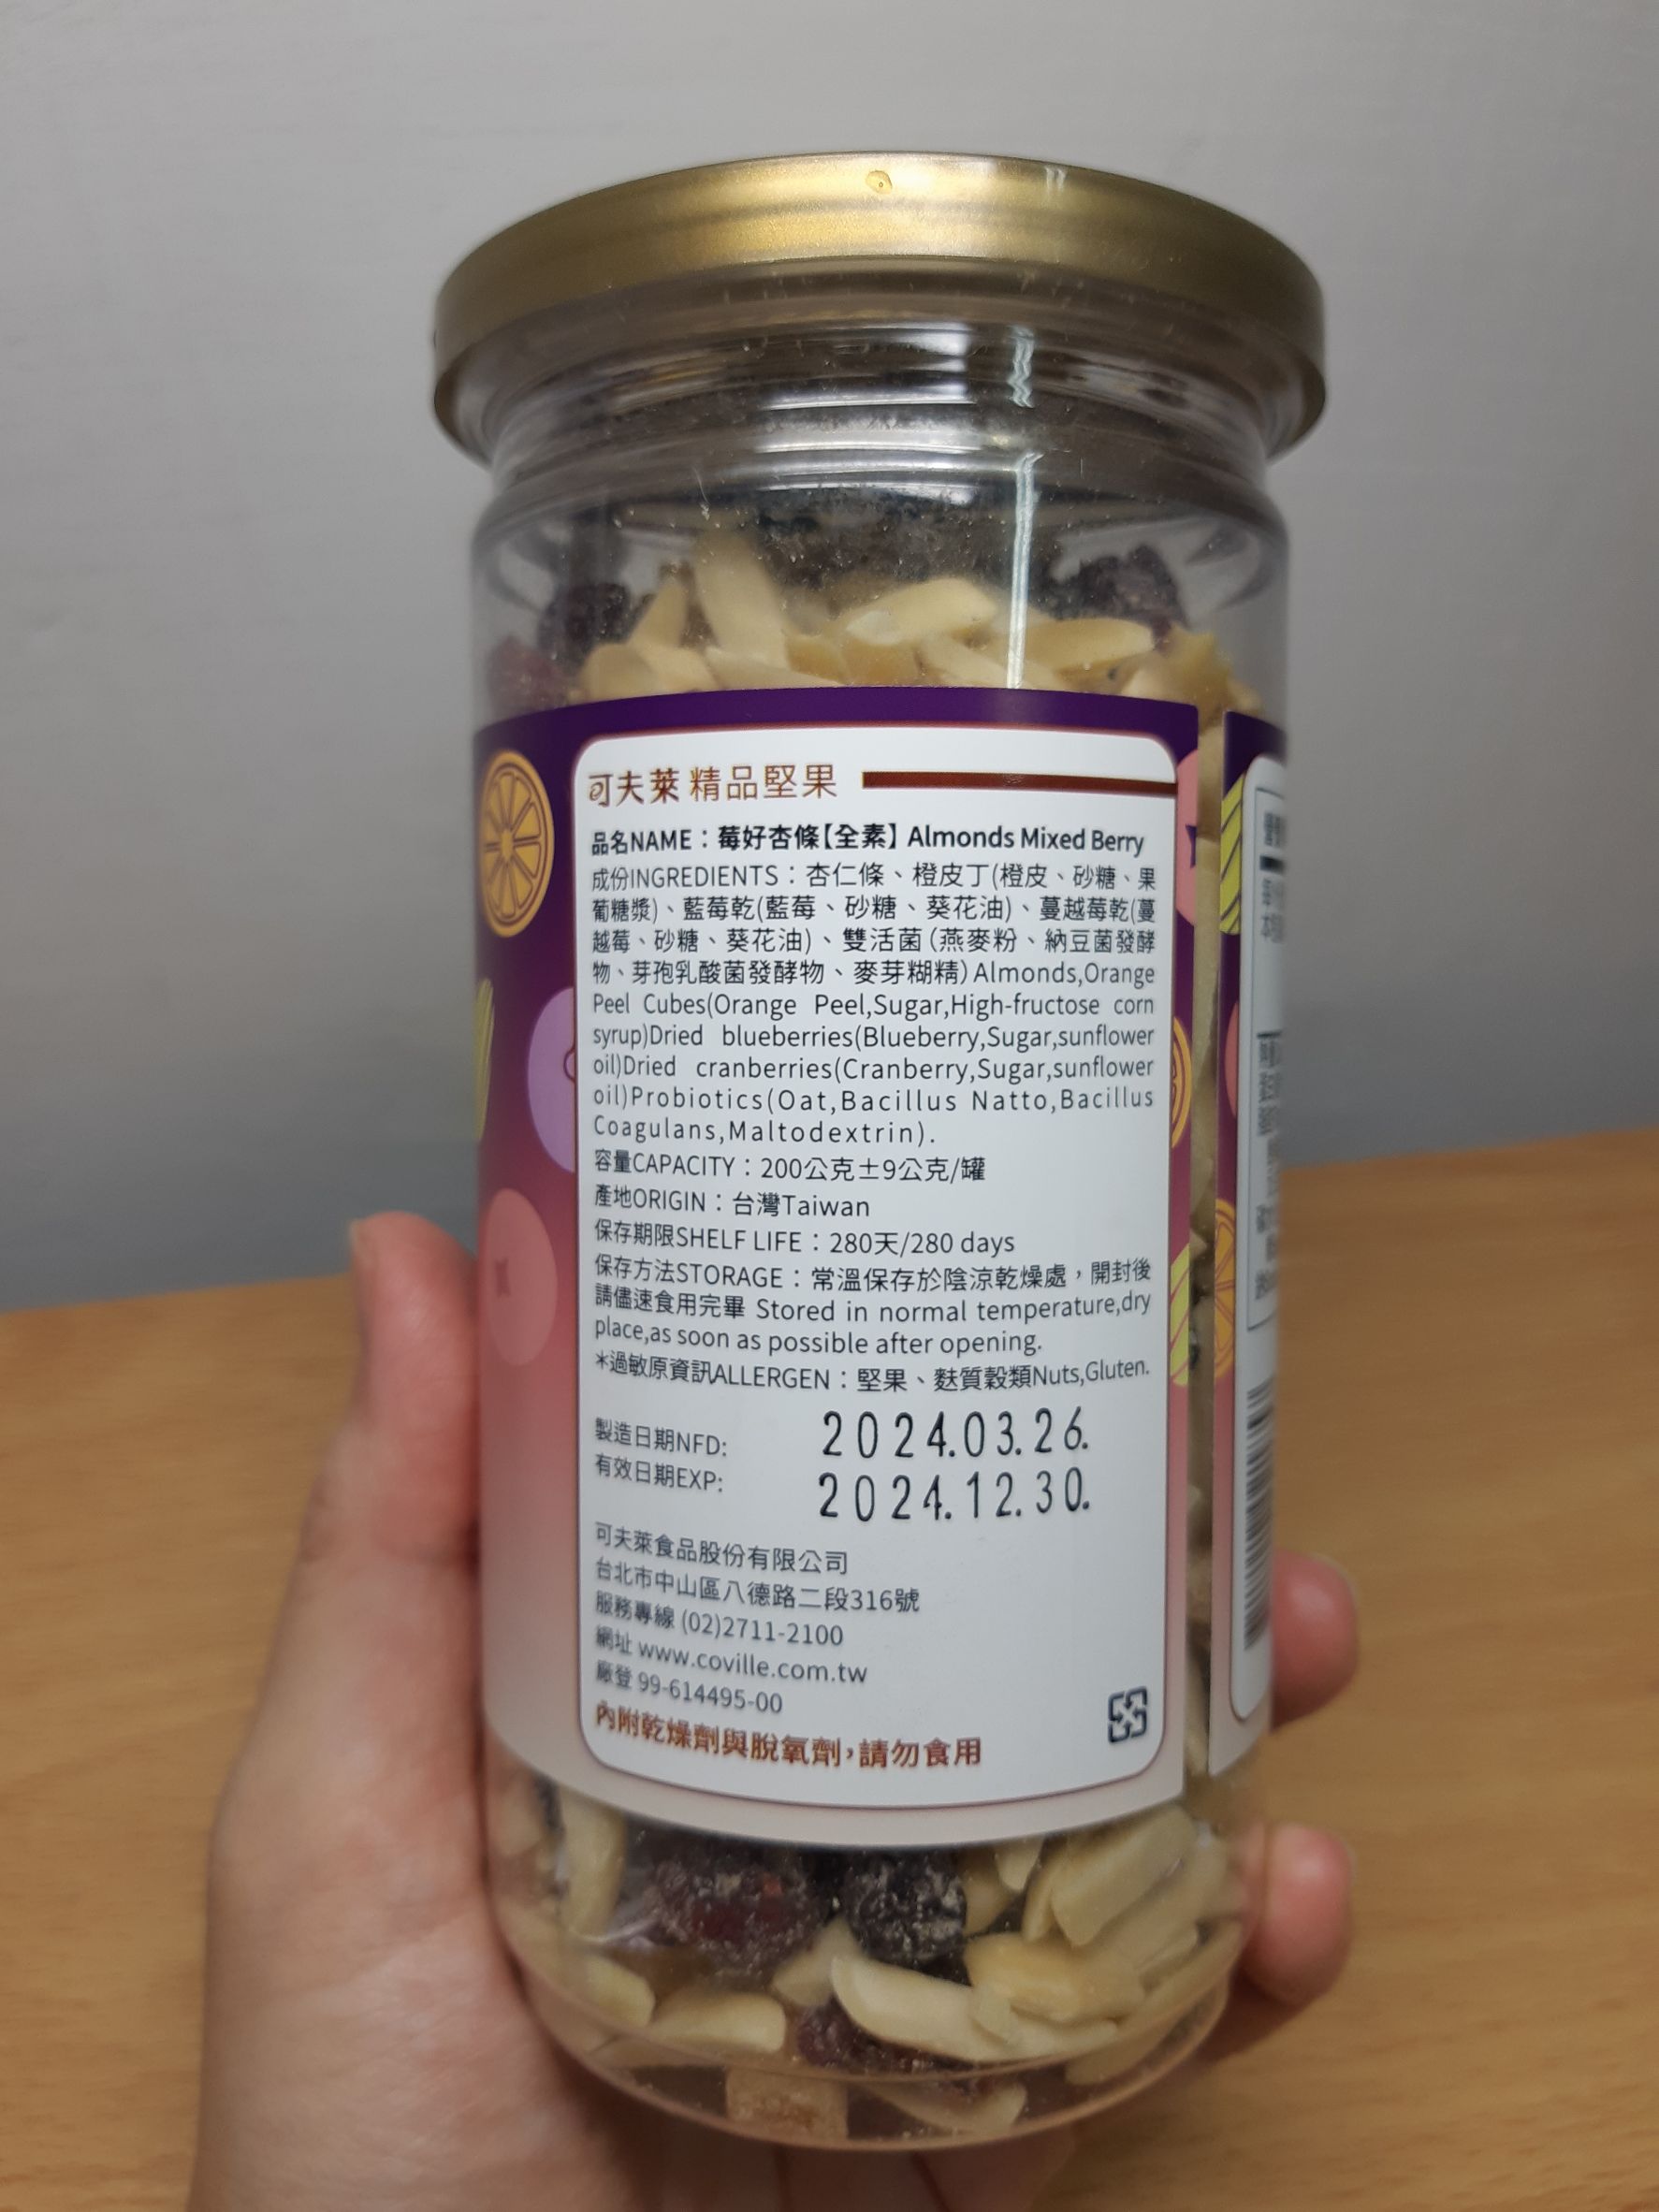 可夫萊 精品堅果
品名NAME：莓好杏條【全素】 Almonds Mixed Berry
成份INGREDIENTS：杏仁條、橙皮丁(橙皮、砂糖、果
葡糖漿)、藍莓乾(藍莓、砂糖、葵花油)、蔓越莓乾(蔓
越莓、砂糖、葵花油)、雙活菌(燕麥粉、納豆菌發酵
物、芽孢乳酸菌發酵物、麥芽糊精)Almonds,Orange
Peel Cubes(Orange Peel,Sugar,High-fructose corn
syrup)Dried blueberries(Blueberry,Sugar,sunflower
oil)Dried cranberries(Cranberry,Sugar,sunflower
oil)Probiotics(Oat,Bacillus Natto,Bacillus
Coagulans,Maltodextrin).
容量CAPACITY：200公克±9公克/罐
產地ORIGIN：台灣Taiwan
保存期限SHELF LIFE：280天/280 days
保存方法STORAGE：常溫保存於陰涼乾燥處，開封後
請儘速食用完畢 Stored in normal temperature,dry
place,as soon as possible after opening.
*過敏原資訊ALLERGEN：堅果、麩質穀類Nuts,Gluten.
製造日期NFD: 2024.03.26.
有效日期EXP: 2024.12.30.
可夫萊食品股份有限公司
台北市中山區八德路二段316號
服務專線 (02)2711-2100
網址 www.coville.com.tw
廠登 99-614495-00
內附乾燥劑與脫氧劑，請勿食用